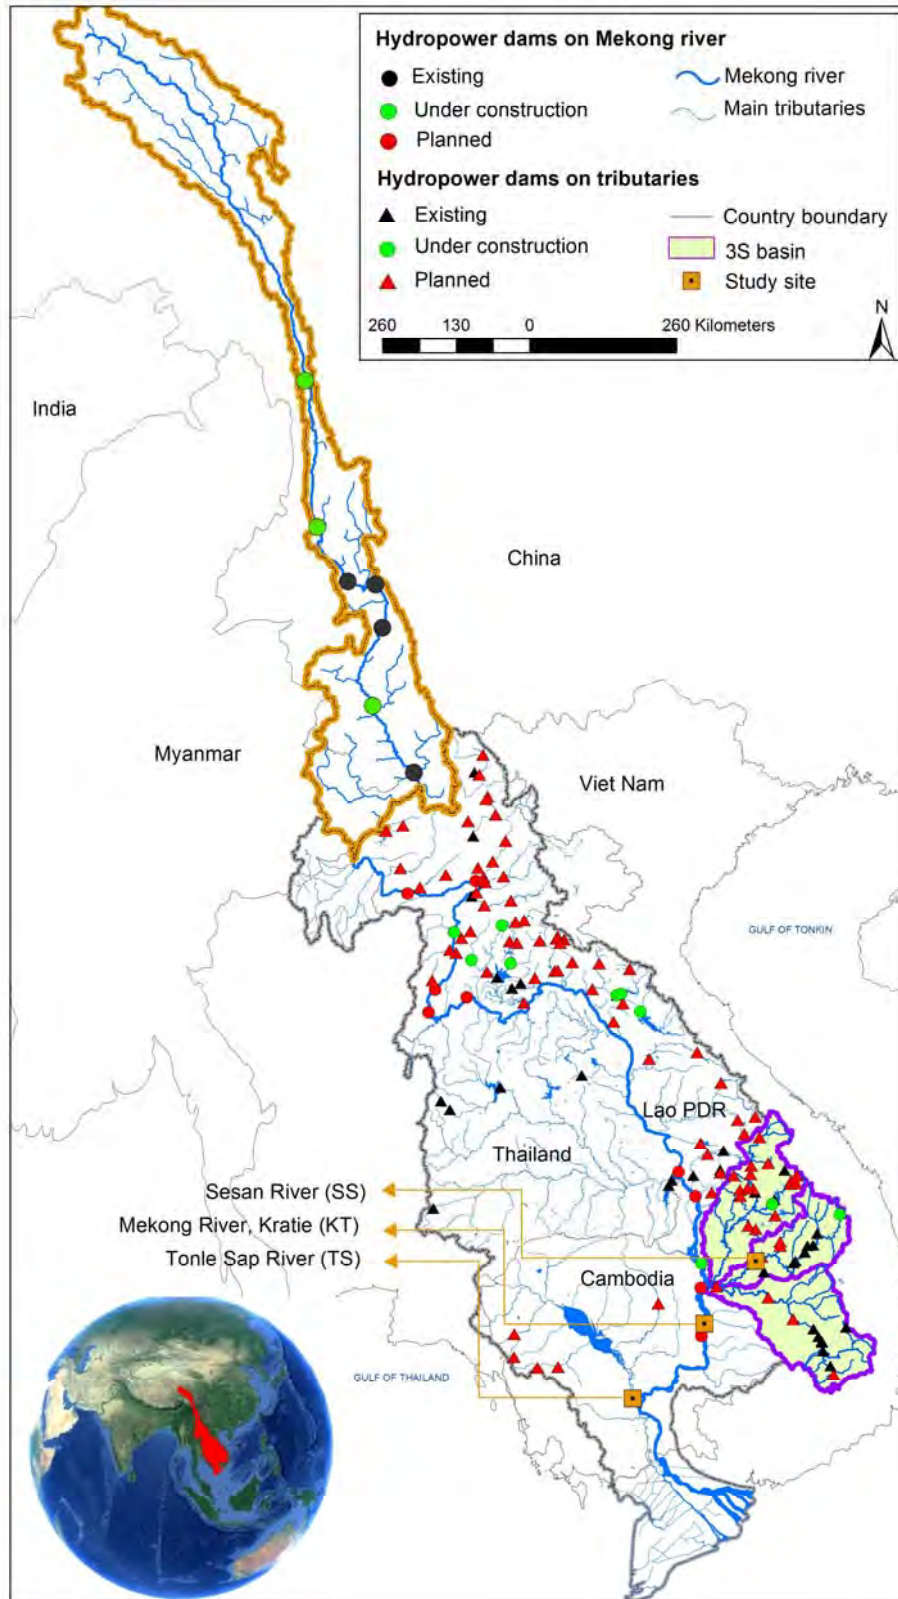 Hydropower dams on Mekong river
Existing
Under construction
Planned
Mekong river
Main tributaries
Hydropower dams on tributaries
Existing
Under construction
Planned
Country boundary
3S basin
Study site
260 130 0 260 Kilometers
N
India
China
Myanmar
Viet Nam
GULF OF TONKIN
Lao PDR
Thailand
Sesan River (SS)
Mekong River, Kratie (KT)
Tonle Sap River (TS)
Cambodia
GULF OF THAILAND